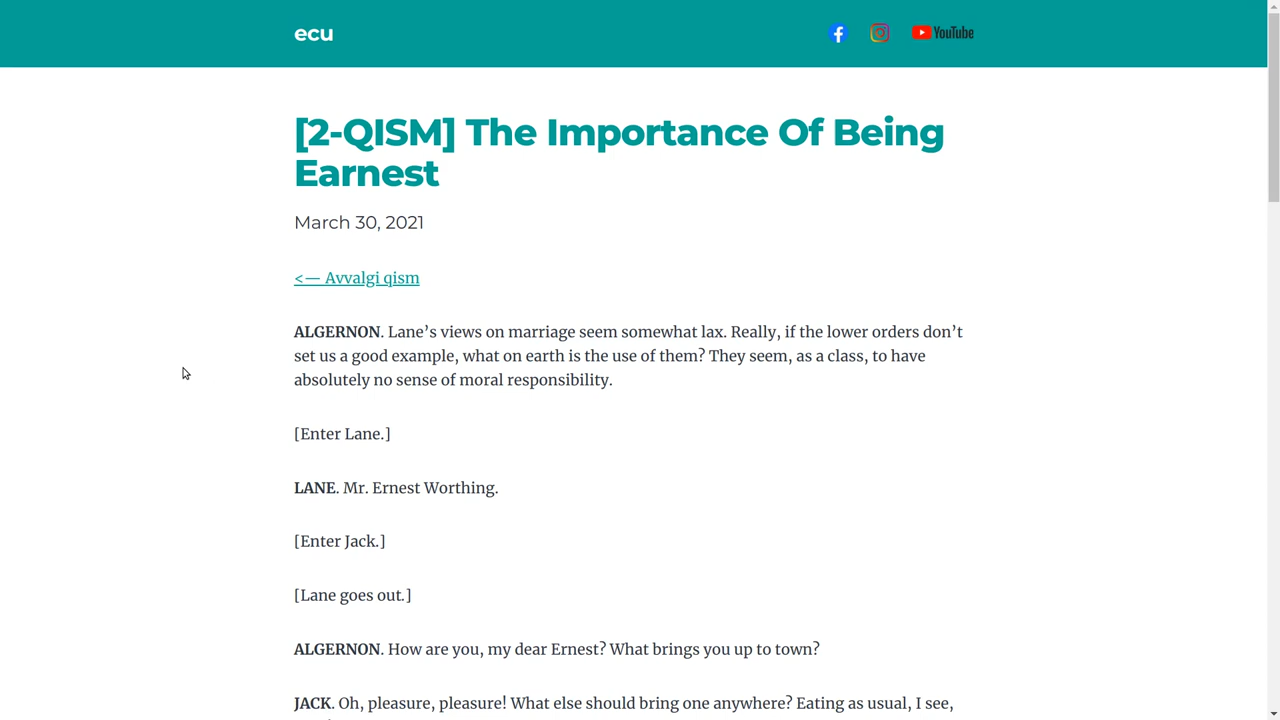 ecu
YouTube
[2-QISM] The Importance Of Being
Earnest
March 30, 2021
<— Avvalgi qism
ALGERNON. Lane’s views on marriage seem somewhat lax. Really, if the lower orders don’t
set us a good example, what on earth is the use of them? They seem, as a class, to have
absolutely no sense of moral responsibility.
[Enter Lane.]
LANE. Mr. Ernest Worthing.
[Enter Jack.]
[Lane goes out.]
ALGERNON. How are you, my dear Ernest? What brings you up to town?
JACK. Oh, pleasure, pleasure! What else should bring one anywhere? Eating as usual, I see,